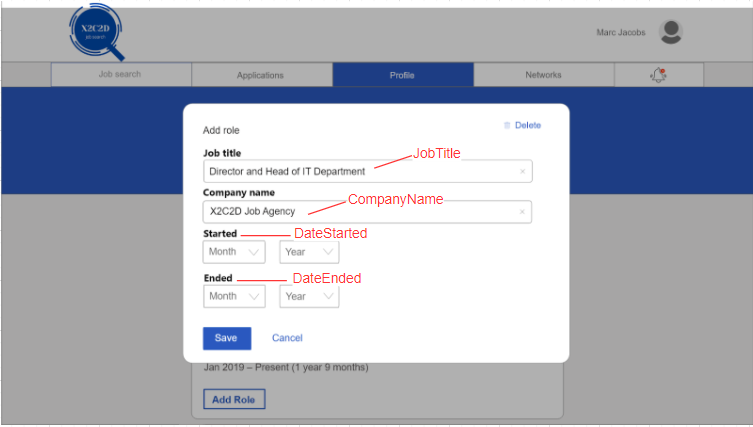 X2C2D
job search
Marc Jacobs
Job search
Applications
Profile
Networks
Add role
Delete
Job title
JobTitle
Director and Head of IT Department
Company name
CompanyName
X2C2D Job Agency
Started
DateStarted
Month
Year
Ended
DateEnded
Month
Year
Save
Cancel
Jan 2019 – Present (1 year 9 months)
Add Role